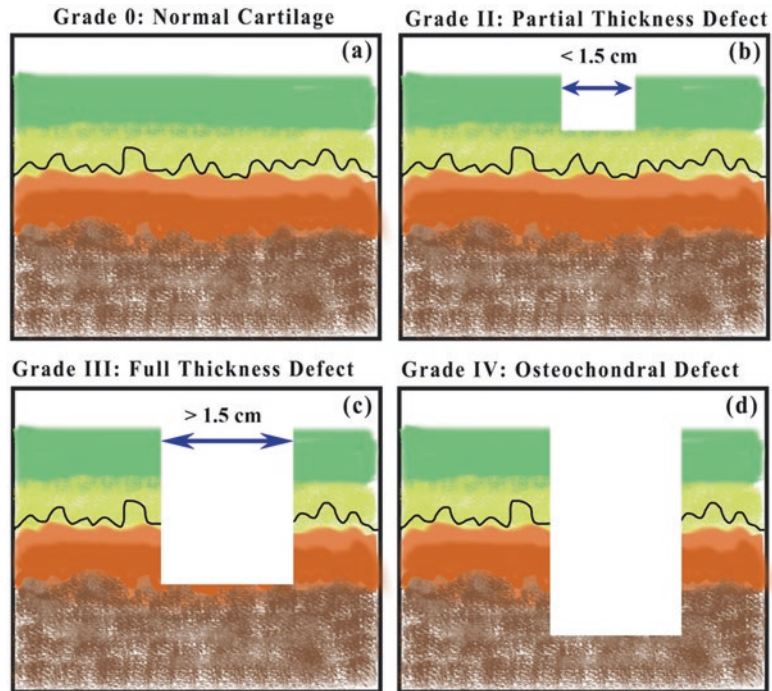 Grade 0: Normal Cartilage
(a)
Grade II: Partial Thickness Defect
(b)
< 1.5 cm
Grade III: Full Thickness Defect
(c)
> 1.5 cm
Grade IV: Osteochondral Defect
(d)